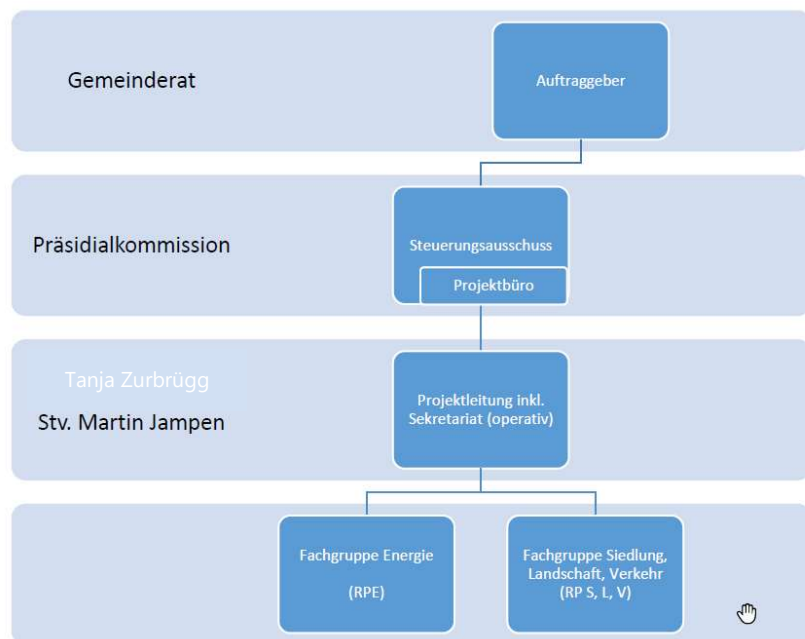 Gemeinderat
Auftraggeber
Präsidialkommission
Steuerungsausschuss
Projektbüro
Tanja Zurbrügg
Stv. Martin Jampen
Projektleitung inkl.
Sekretariat (operativ)
Fachgruppe Energie
(RPE)
Fachgruppe Siedlung,
Landschaft, Verkehr
(RP S, L, V)